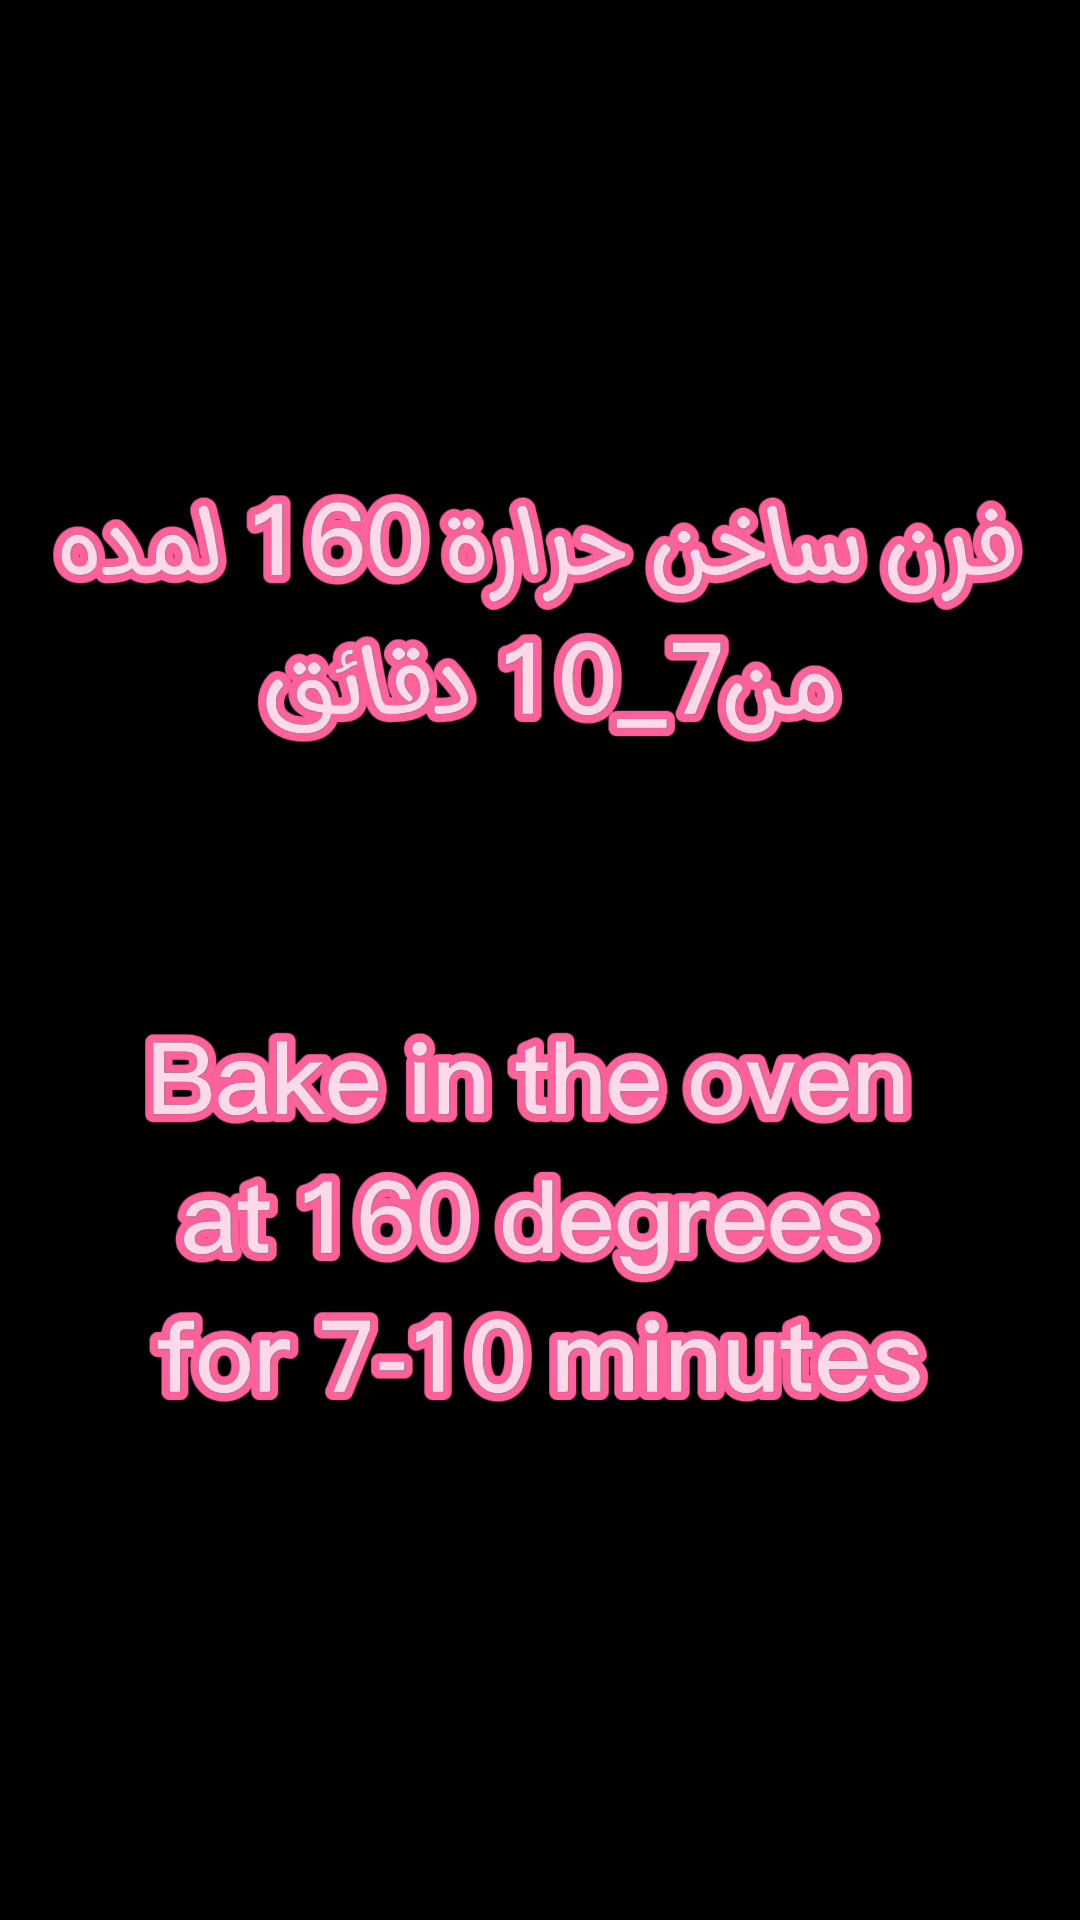 فرن ساخن حرارة 160 لمده
من7_10 دقائق
Bake in the oven
at 160 degrees
for 7-10 minutes